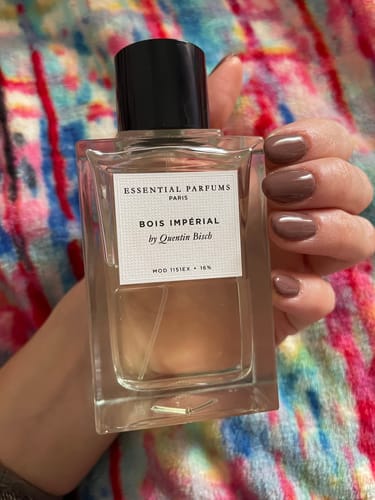 ESSENTIAL PARFUMS
PARIS
BOIS IMPÉRIAL
by Quentin Bisch
MOD 1151EX • 16%